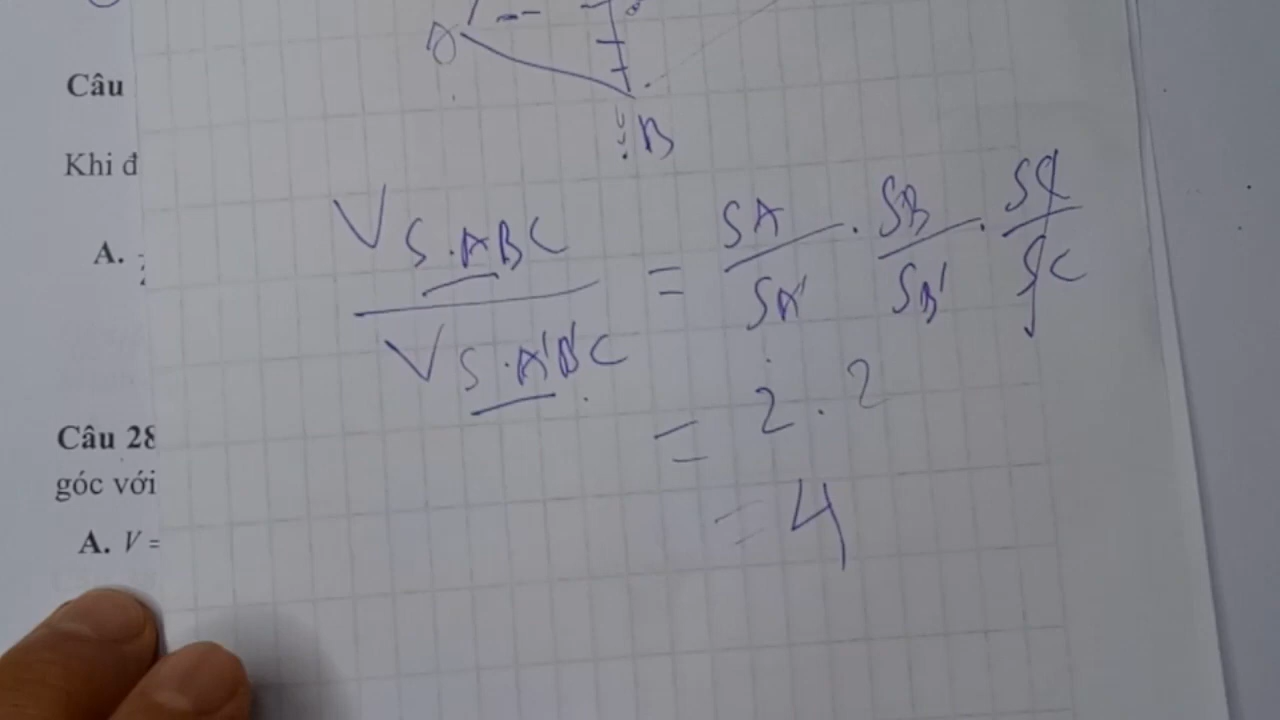 A
B
Câu
Khi đ
A.
V S.ABC / V S.A'B'C = SA / SA' . SB / SB' . SC / SC
= 2 . 2
= 4
Câu 28
góc với
A. V =